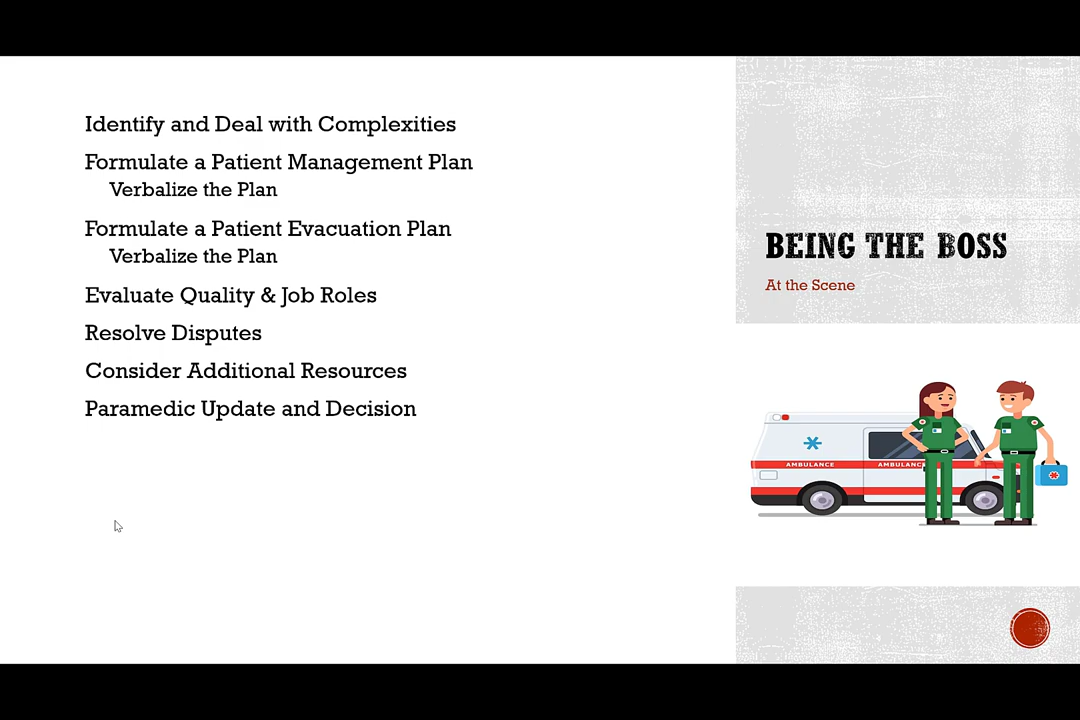 Identify and Deal with Complexities
Formulate a Patient Management Plan
Verbalize the Plan
Formulate a Patient Evacuation Plan
Verbalize the Plan
Evaluate Quality & Job Roles
Resolve Disputes
Consider Additional Resources
Paramedic Update and Decision
BEING THE BOSS
At the Scene
AMBULANCE
AMBULANCE